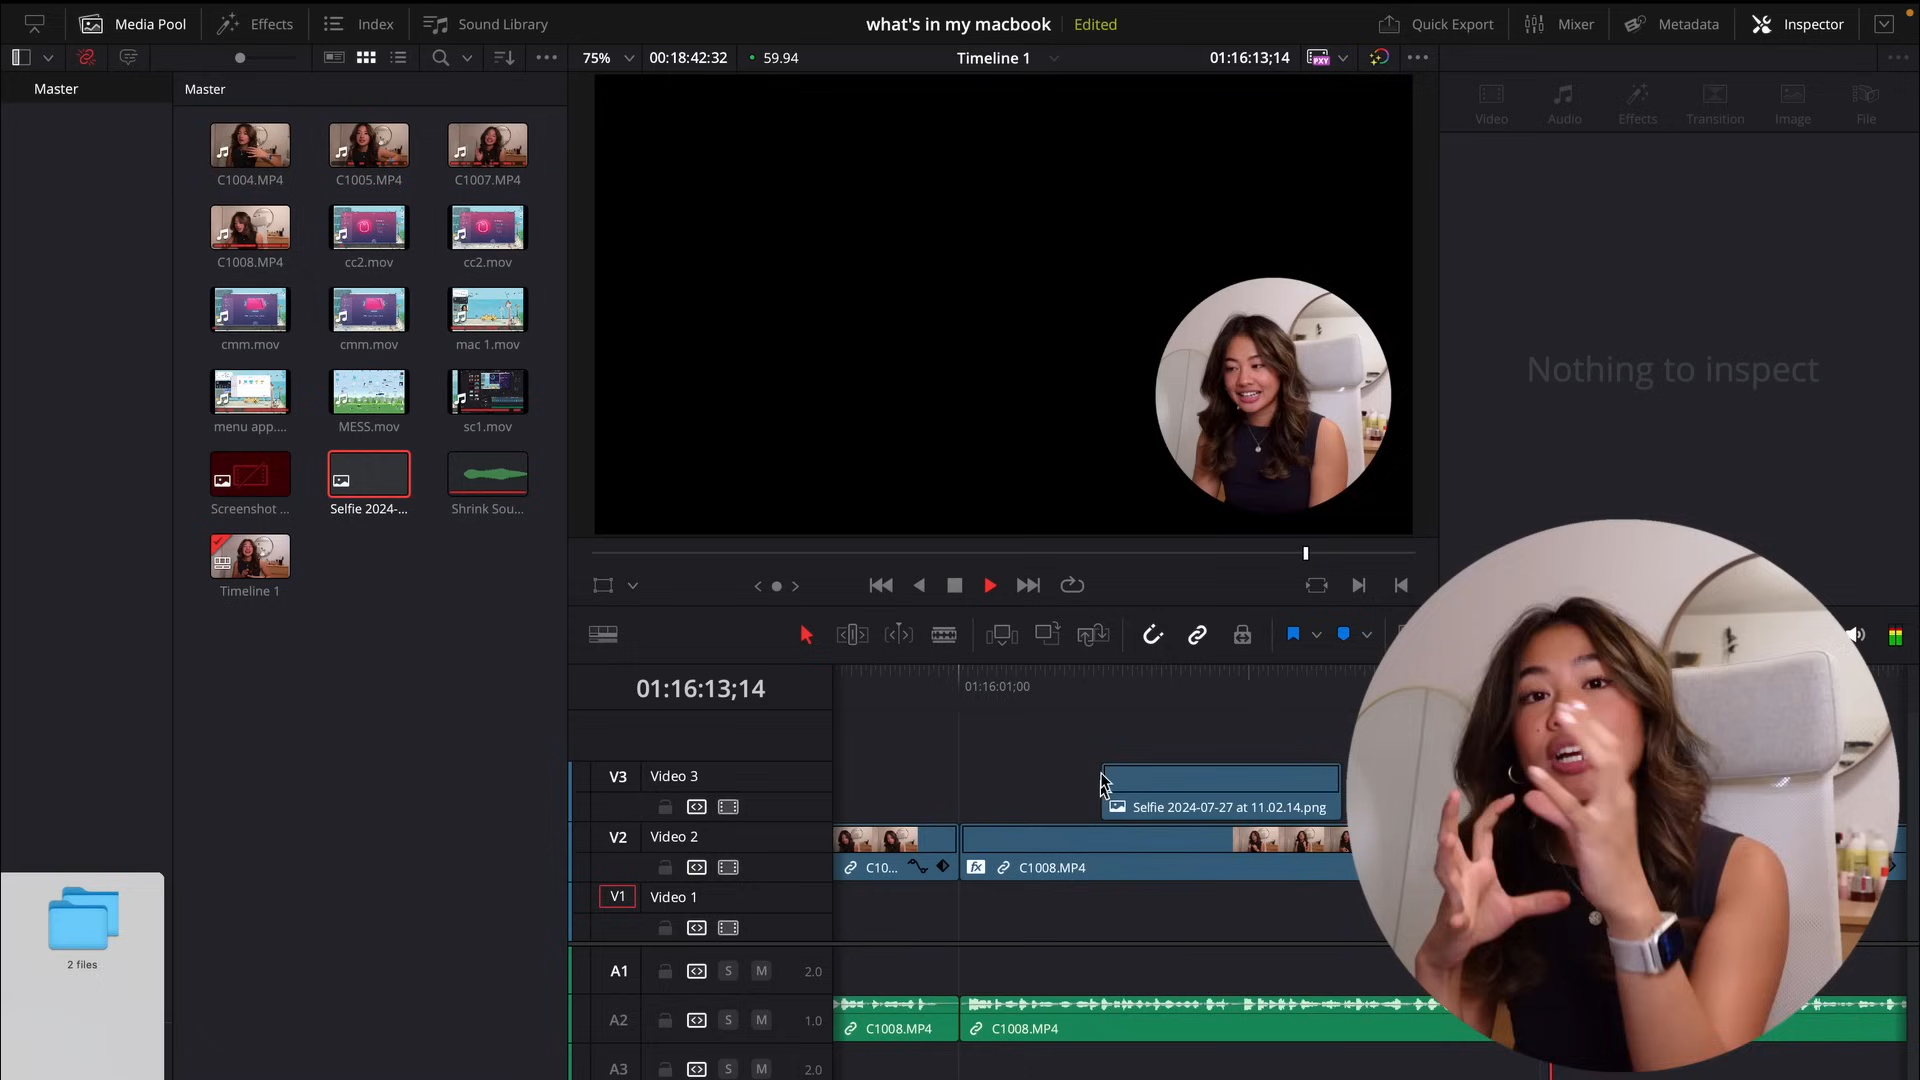 Media Pool
Effects
Index
Sound Library
what's in my macbook
Edited
Quick Export
Mixer
Metadata
Inspector
75%
00:18:42:32
59.94
Timeline 1
01:16:13;14
PXY
Master
Master
Video
Audio
Effects
Transition
Image
File
C1004.MP4
C1005.MP4
C1007.MP4
C1008.MP4
cc2.mov
cc2.mov
cmm.mov
cmm.mov
mac 1.mov
menu app....
MESS.mov
sc1.mov
Screenshot ...
Selfie 2024-...
Shrink Sou...
Timeline 1
Nothing to inspect
01:16:13;14
01:16:01;00
V3
Video 3
Selfie 2024-07-27 at 11.02.14.png
V2
Video 2
C10...
fx
C1008.MP4
V1
Video 1
A1
S
M
2.0
A2
S
M
1.0
C1008.MP4
C1008.MP4
A3
S
M
2.0
2 files